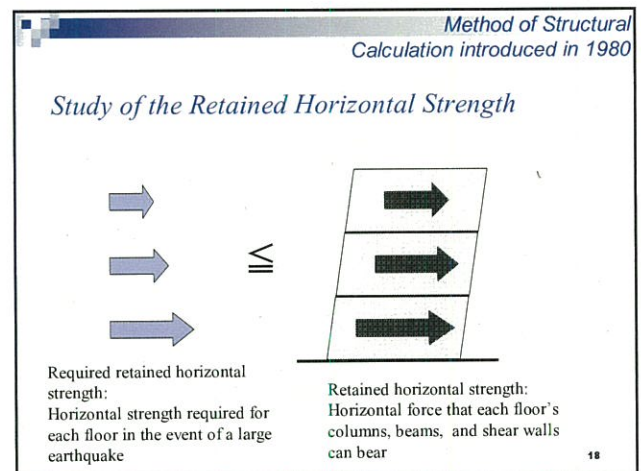 Method of Structural
Calculation introduced in 1980
Study of the Retained Horizontal Strength
≦
Required retained horizontal
strength:
Horizontal strength required for
each floor in the event of a large
earthquake
Retained horizontal strength:
Horizontal force that each floor's
columns, beams, and shear walls
can bear
18